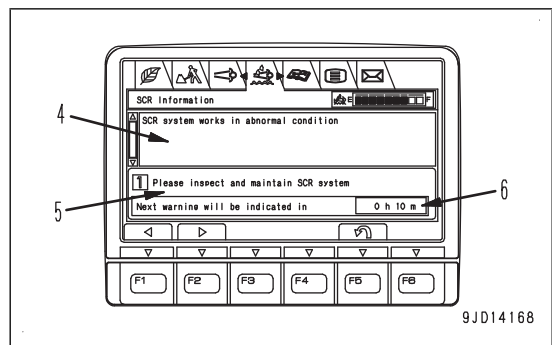 SCR Information
E F
4
SCR system works in abnormal condition
1 Please inspect and maintain SCR system
5
6
Next warning will be indicated in 0 h 10 m
F1 F2 F3 F4 F5 F6
9JD14168